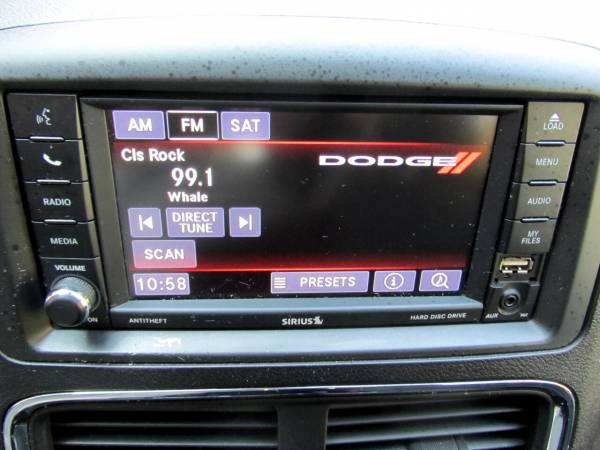 AM FM SAT
Cls Rock
99.1
Whale
DIRECT
TUNE
SCAN
10:58
PRESETS
DODGE
RADIO
MEDIA
VOLUME
ON
LOAD
MENU
AUDIO
MY
FILES
AUX
ANTITHEFT
SIRIUS
HARD DISC DRIVE